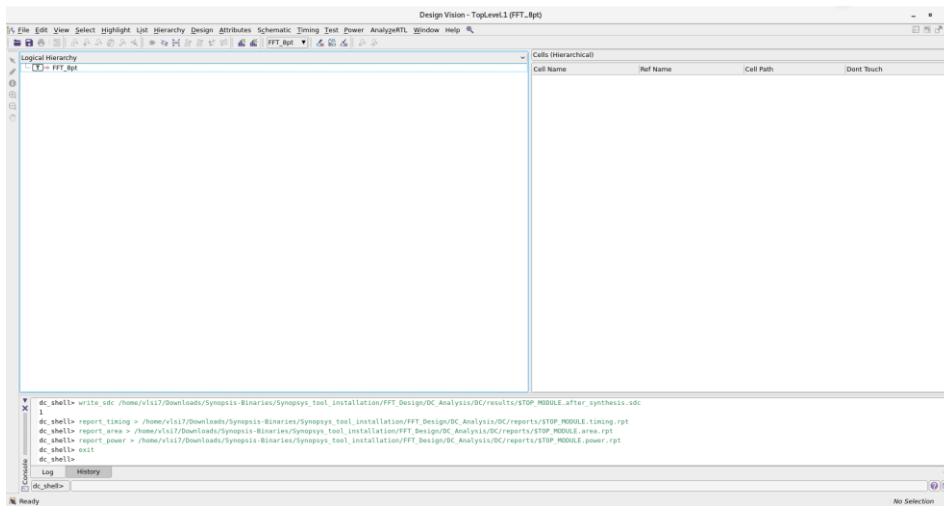 Design Vision - TopLevel.1 (FFT_8pt)
File Edit View Select Highlight List Hierarchy Design Attributes Schematic Timing Test Power AnalyzeRTL Window Help
FFT_8pt
Logical Hierarchy
FFT_8pt
Cells (Hierarchical)
Cell Name Ref Name Cell Path Dont Touch
dc_shell> write_sdc /home/vlsi7/Downloads/Synopsis-Binaries/Synopsys_tool_installation/FFT_Design/DC_Analysis/DC/results/$TOP_MODULE.after_synthesis.sdc
1
dc_shell> report_timing > /home/vlsi7/Downloads/Synopsis-Binaries/Synopsys_tool_installation/FFT_Design/DC_Analysis/DC/reports/$TOP_MODULE.timing.rpt
dc_shell> report_area > /home/vlsi7/Downloads/Synopsis-Binaries/Synopsys_tool_installation/FFT_Design/DC_Analysis/DC/reports/$TOP_MODULE.area.rpt
dc_shell> report_power > /home/vlsi7/Downloads/Synopsis-Binaries/Synopsys_tool_installation/FFT_Design/DC_Analysis/DC/reports/$TOP_MODULE.power.rpt
dc_shell> exit
dc_shell>
Console
Log History
dc_shell>
Ready No Selection